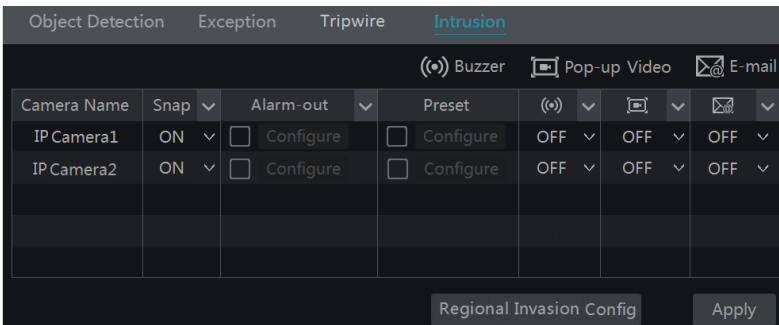 Object Detection Exception Tripwire Intrusion
Buzzer Pop-up Video E-mail
Camera Name Snap Alarm-out Preset
IP Camera1 ON Configure Configure OFF OFF OFF
IP Camera2 ON Configure Configure OFF OFF OFF
Regional Invasion Config Apply